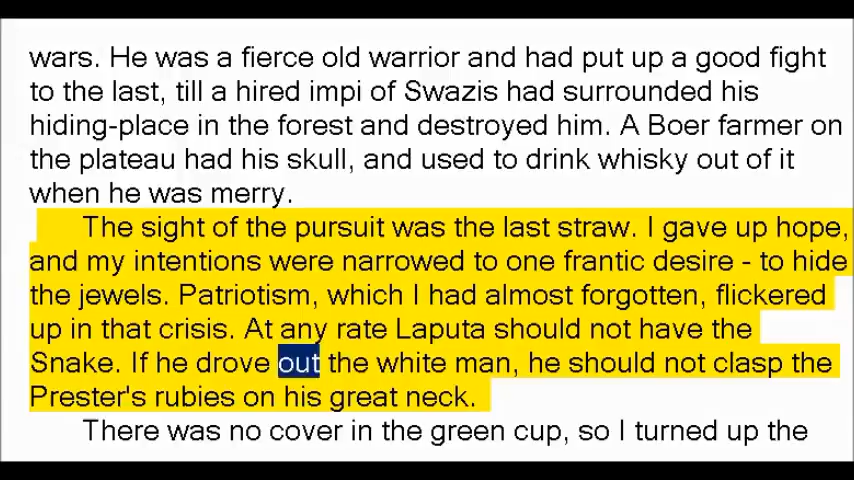 wars. He was a fierce old warrior and had put up a good fight
to the last, till a hired impi of Swazis had surrounded his
hiding-place in the forest and destroyed him. A Boer farmer on
the plateau had his skull, and used to drink whisky out of it
when he was merry.
The sight of the pursuit was the last straw. I gave up hope,
and my intentions were narrowed to one frantic desire - to hide
the jewels. Patriotism, which I had almost forgotten, flickered
up in that crisis. At any rate Laputa should not have the
Snake. If he drove out the white man, he should not clasp the
Prester's rubies on his great neck.
There was no cover in the green cup, so I turned up the